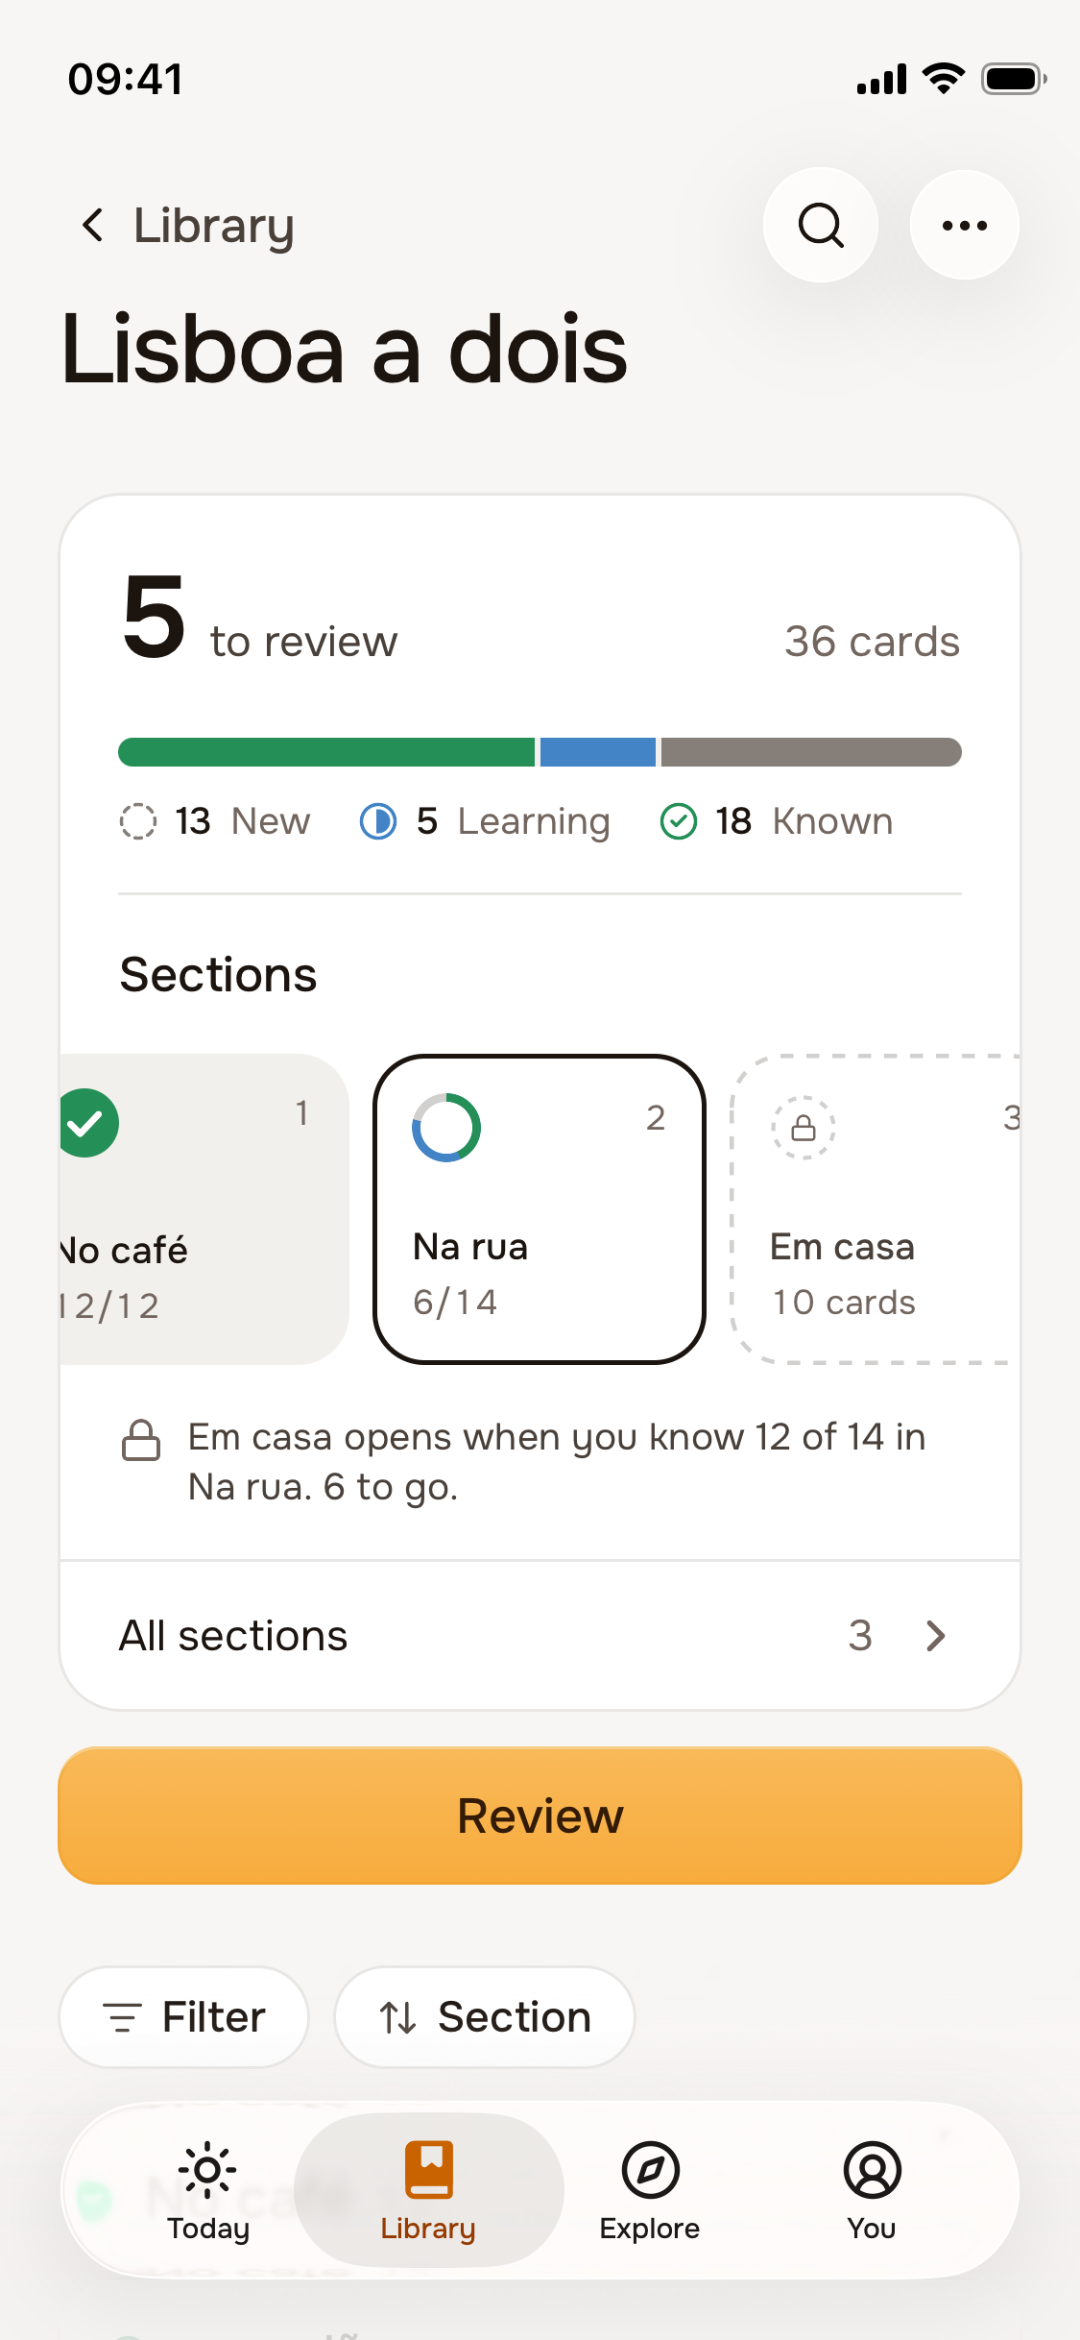 09:41
Library
Lisboa a dois
5 to review
36 cards
13 New
5 Learning
18 Known
Sections
1
No café
12/12
2
Na rua
6/14
3
Em casa
10 cards
Em casa opens when you know 12 of 14 in
Na rua. 6 to go.
All sections
3
Review
Filter
Section
No café
Today
Library
Explore
You